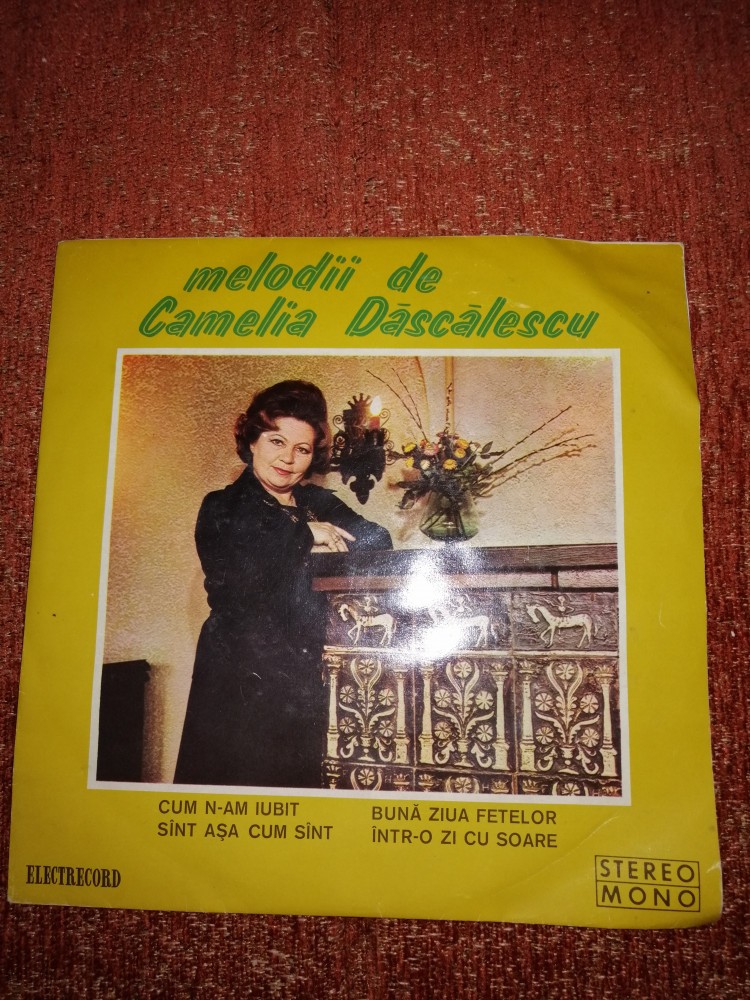 melodii de
Camelia Dăscălescu
CUM N-AM IUBIT
SÎNT AȘA CUM SÎNT
BUNĂ ZIUA FETELOR
ÎNTR-O ZI CU SOARE
ELECTRECORD
STEREO
MONO